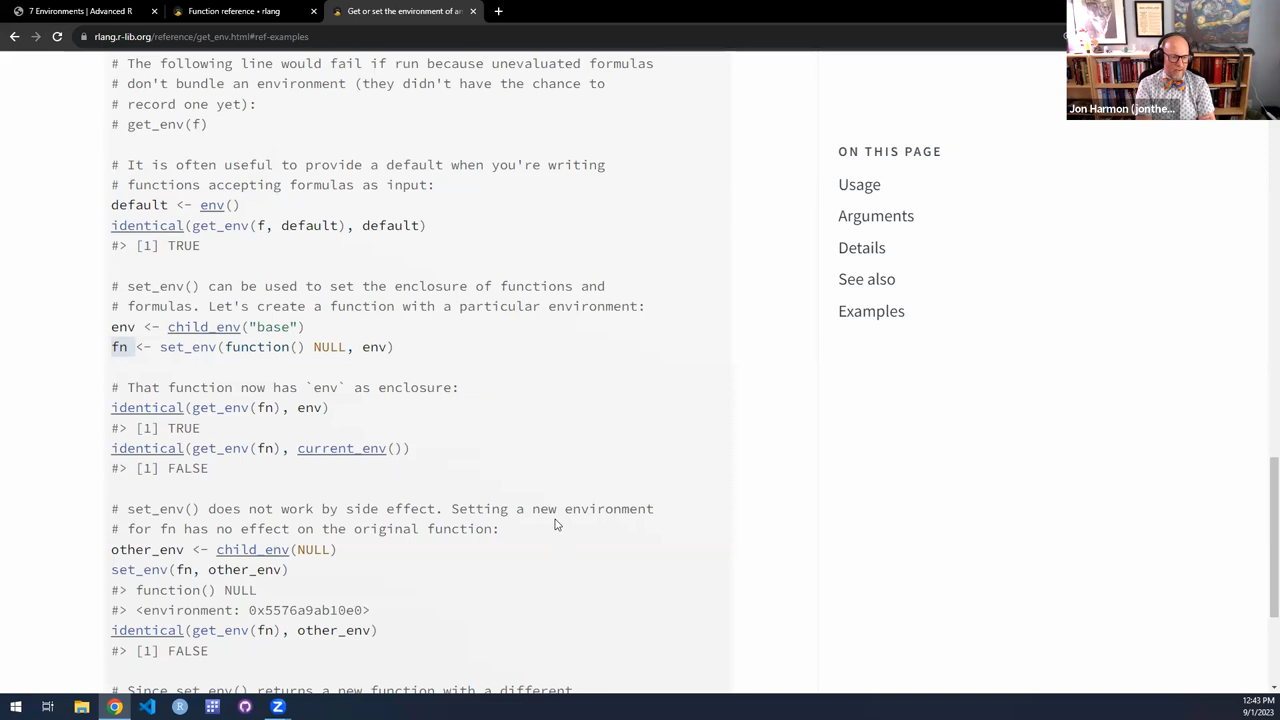 7 Environments | Advanced R
Function reference • rlang
Get or set the environment of an
rlang.r-lib.org/reference/get_env.html#ref-examples
Jon Harmon (jonthe...
# The following line would fail if run because unevaluated formulas
# don't bundle an environment (they didn't have the chance to
# record one yet):
# get_env(f)
# It is often useful to provide a default when you're writing
# functions accepting formulas as input:
default <- env()
identical(get_env(f, default), default)
#> [1] TRUE
# set_env() can be used to set the enclosure of functions and
# formulas. Let's create a function with a particular environment:
env <- child_env("base")
fn <- set_env(function() NULL, env)
# That function now has `env` as enclosure:
identical(get_env(fn), env)
#> [1] TRUE
identical(get_env(fn), current_env())
#> [1] FALSE
# set_env() does not work by side effect. Setting a new environment
# for fn has no effect on the original function:
other_env <- child_env(NULL)
set_env(fn, other_env)
#> function() NULL
#> <environment: 0x5576a9ab10e0>
identical(get_env(fn), other_env)
#> [1] FALSE
# Since set_env() returns a new function with a different
ON THIS PAGE
Usage
Arguments
Details
See also
Examples
12:43 PM
9/1/2023